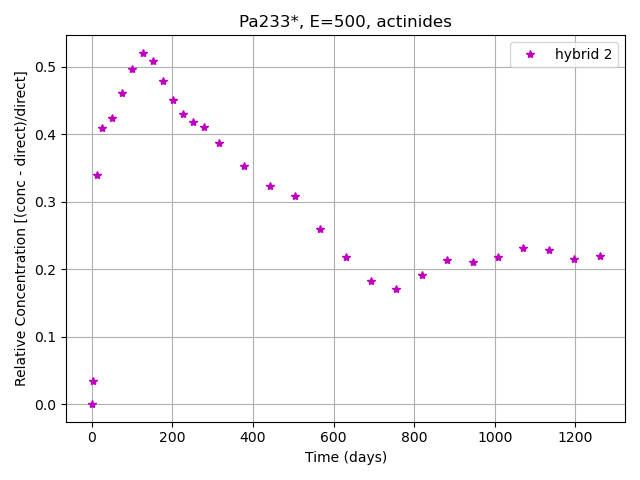 Pa233*, E=500, actinides
hybrid 2
Relative Concentration [(conc - direct)/direct]
0.5
0.4
0.3
0.2
0.1
0.0
0 200 400 600 800 1000 1200
Time (days)